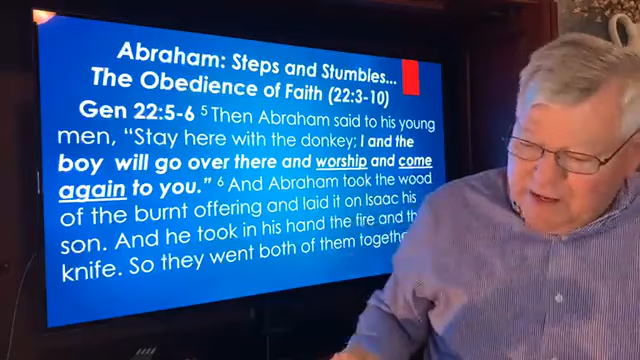 Abraham: Steps and Stumbles...
The Obedience of Faith (22:3-10)
Gen 22:5-6 5 Then Abraham said to his young
men, “Stay here with the donkey; I and the
boy will go over there and worship and come
again to you.” 6 And Abraham took the wood
of the burnt offering and laid it on Isaac his
son. And he took in his hand the fire and
knife. So they went both of them